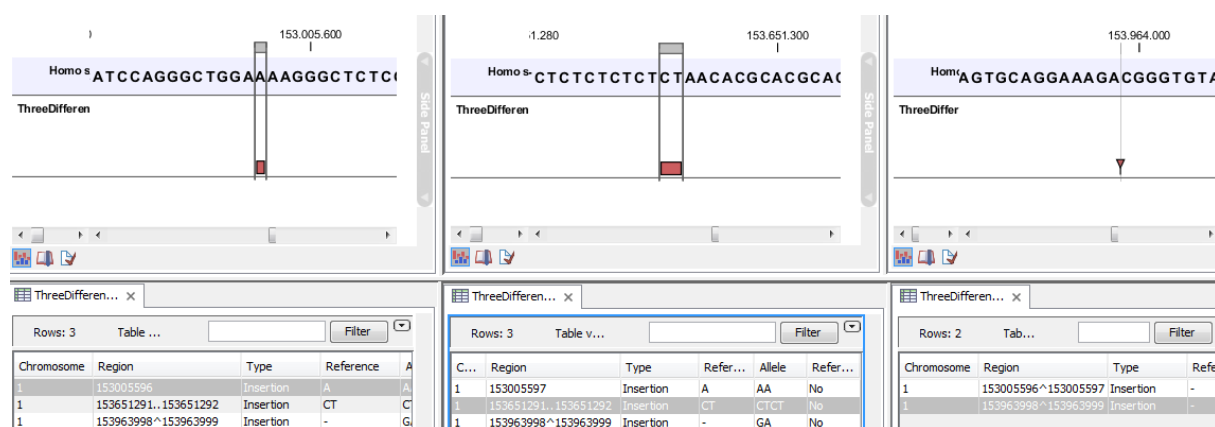 )
153.005.600
Homo s
ATCCAGGGCTGGAAAAGGGCTCTC(
ThreeDifferen
Side Panel
ThreeDifferen...
Rows: 3 Table ... Filter
Chromosome Region Type Reference A
1 153005596 Insertion A A
1 153651291..153651292 Insertion CT CT
1 153963998^153963999 Insertion - G
1.280 153.651.300
Homo s-
CTCTCTCTCTCTAACACGCACGCAC
ThreeDifferen
Side Panel
ThreeDifferen...
Rows: 3 Table v... Filter
C... Region Type Refer... Allele Refer...
1 153005597 Insertion A AA No
1 153651291..153651292 Insertion CT CTCT No
1 153963998^153963999 Insertion - GA No
153.964.000
Homo
AGTGCAGGAAAGACGGGTGTA
ThreeDiffer
ThreeDifferen...
Rows: 2 Tab... Filter
Chromosome Region Type Refe
1 153005596^153005597 Insertion -
1 153963998^153963999 Insertion -